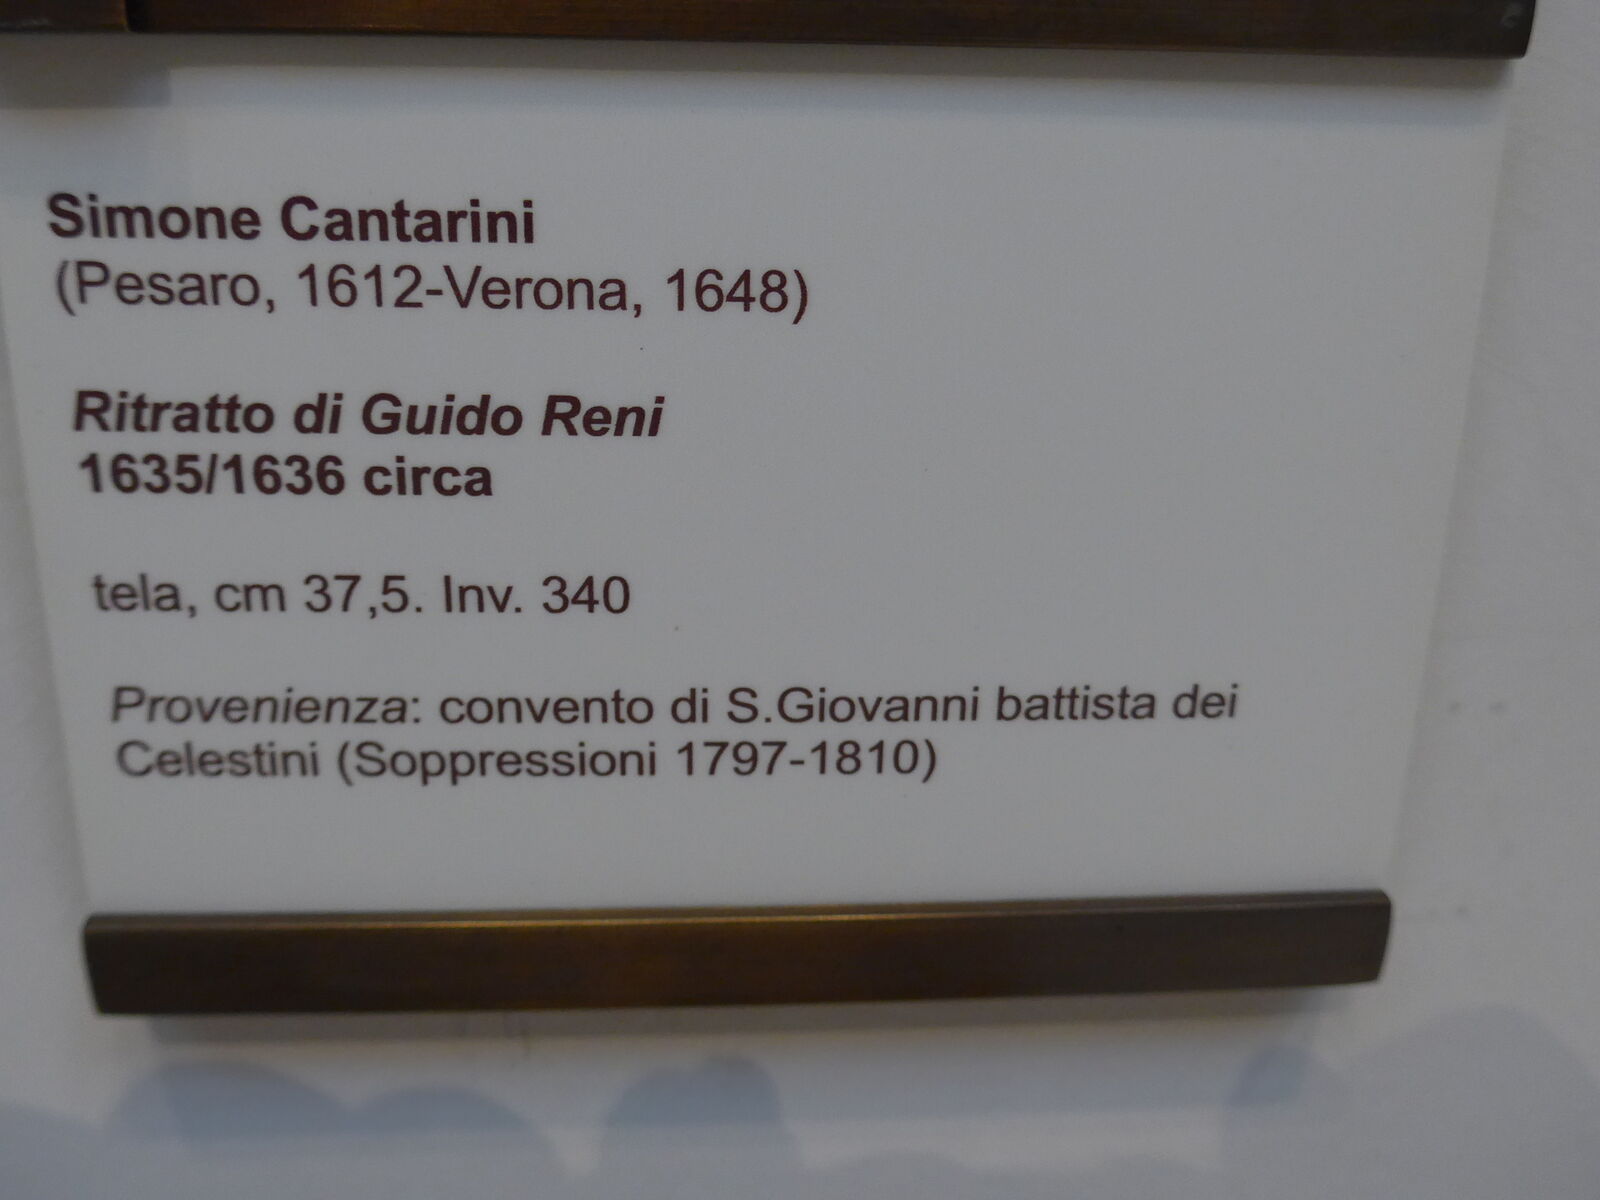 Simone Cantarini
(Pesaro, 1612-Verona, 1648)
Ritratto di Guido Reni
1635/1636 circa
tela, cm 37,5. Inv. 340
Provenienza: convento di S.Giovanni battista dei
Celestini (Soppressioni 1797-1810)